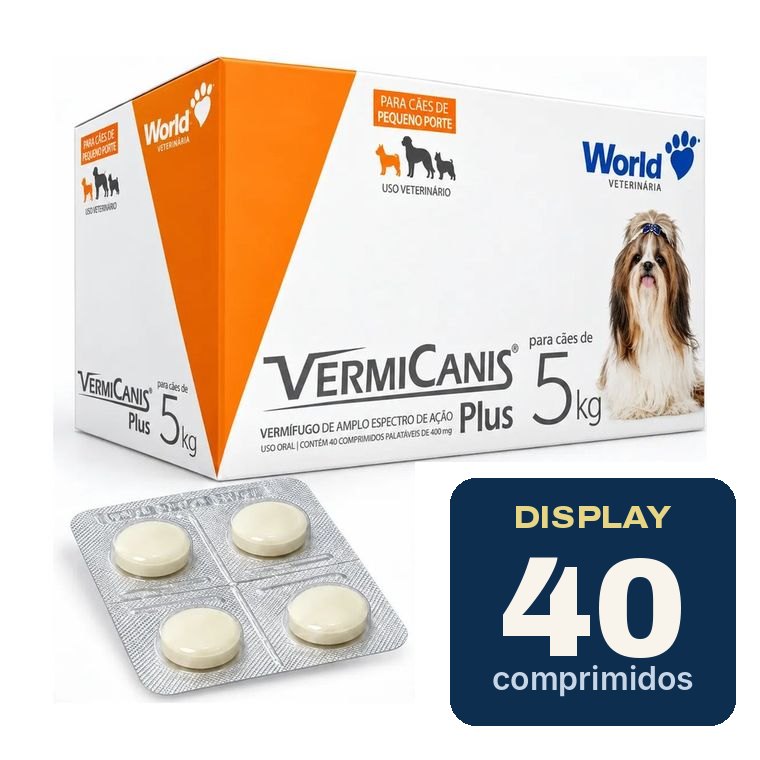 PARA CÃES DE
PEQUENO PORTE
USO VETERINÁRIO
World
VETERINÁRIA
VERMICANIS®
Plus
para cães de
5kg
PARA CÃES DE
PEQUENO PORTE
USO VETERINÁRIO
World
VETERINÁRIA
VERMICANIS®
Plus
para cães de
5kg
VERMÍFUGO DE AMPLO ESPECTRO DE AÇÃO
USO ORAL | CONTÉM 40 COMPRIMIDOS PALATÁVEIS DE 400 mg
DISPLAY
40
comprimidos